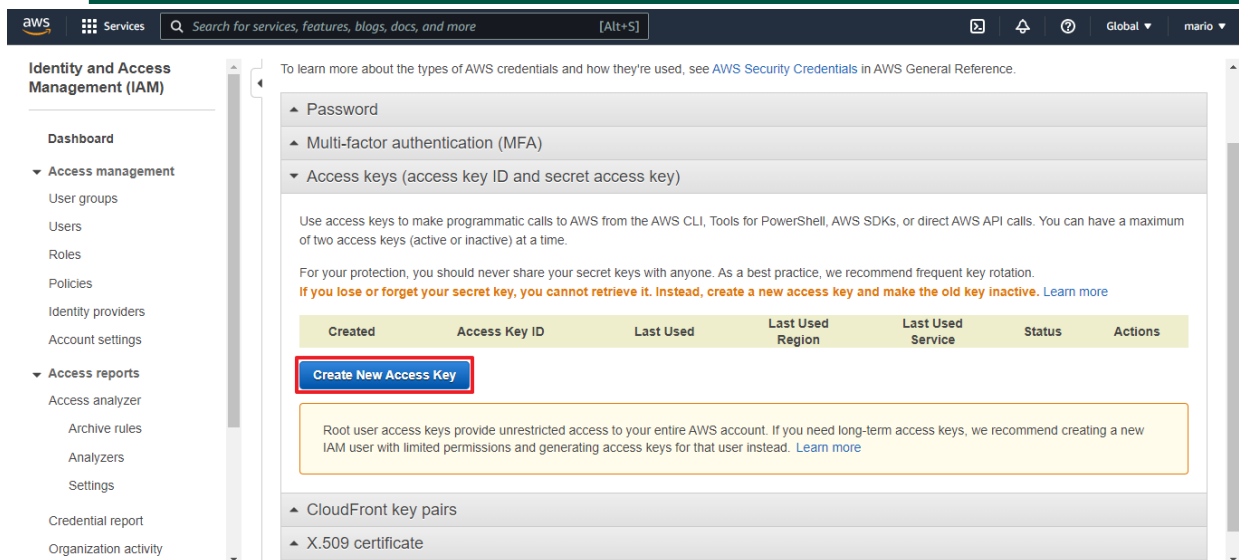 aws Services Search for services, features, blogs, docs, and more [Alt+S] Global ▼ mario ▼
Identity and Access
Management (IAM)
Dashboard
Access management
User groups
Users
Roles
Policies
Identity providers
Account settings
Access reports
Access analyzer
Archive rules
Analyzers
Settings
Credential report
Organization activity
To learn more about the types of AWS credentials and how they're used, see AWS Security Credentials in AWS General Reference.
Password
Multi-factor authentication (MFA)
Access keys (access key ID and secret access key)
Use access keys to make programmatic calls to AWS from the AWS CLI, Tools for PowerShell, AWS SDKs, or direct AWS API calls. You can have a maximum
of two access keys (active or inactive) at a time.
For your protection, you should never share your secret keys with anyone. As a best practice, we recommend frequent key rotation.
If you lose or forget your secret key, you cannot retrieve it. Instead, create a new access key and make the old key inactive. Learn more
Created Access Key ID Last Used Last Used Region Last Used Service Status Actions
Create New Access Key
Root user access keys provide unrestricted access to your entire AWS account. If you need long-term access keys, we recommend creating a new
IAM user with limited permissions and generating access keys for that user instead. Learn more
CloudFront key pairs
X.509 certificate